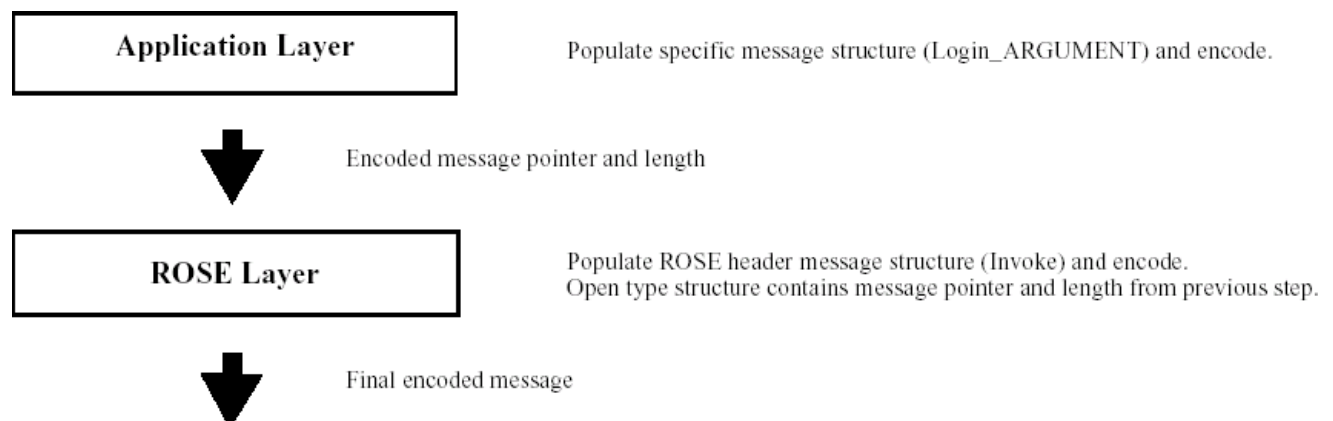 Application Layer
Populate specific message structure (Login_ARGUMENT) and encode.
Encoded message pointer and length
ROSE Layer
Populate ROSE header message structure (Invoke) and encode.
Open type structure contains message pointer and length from previous step.
Final encoded message